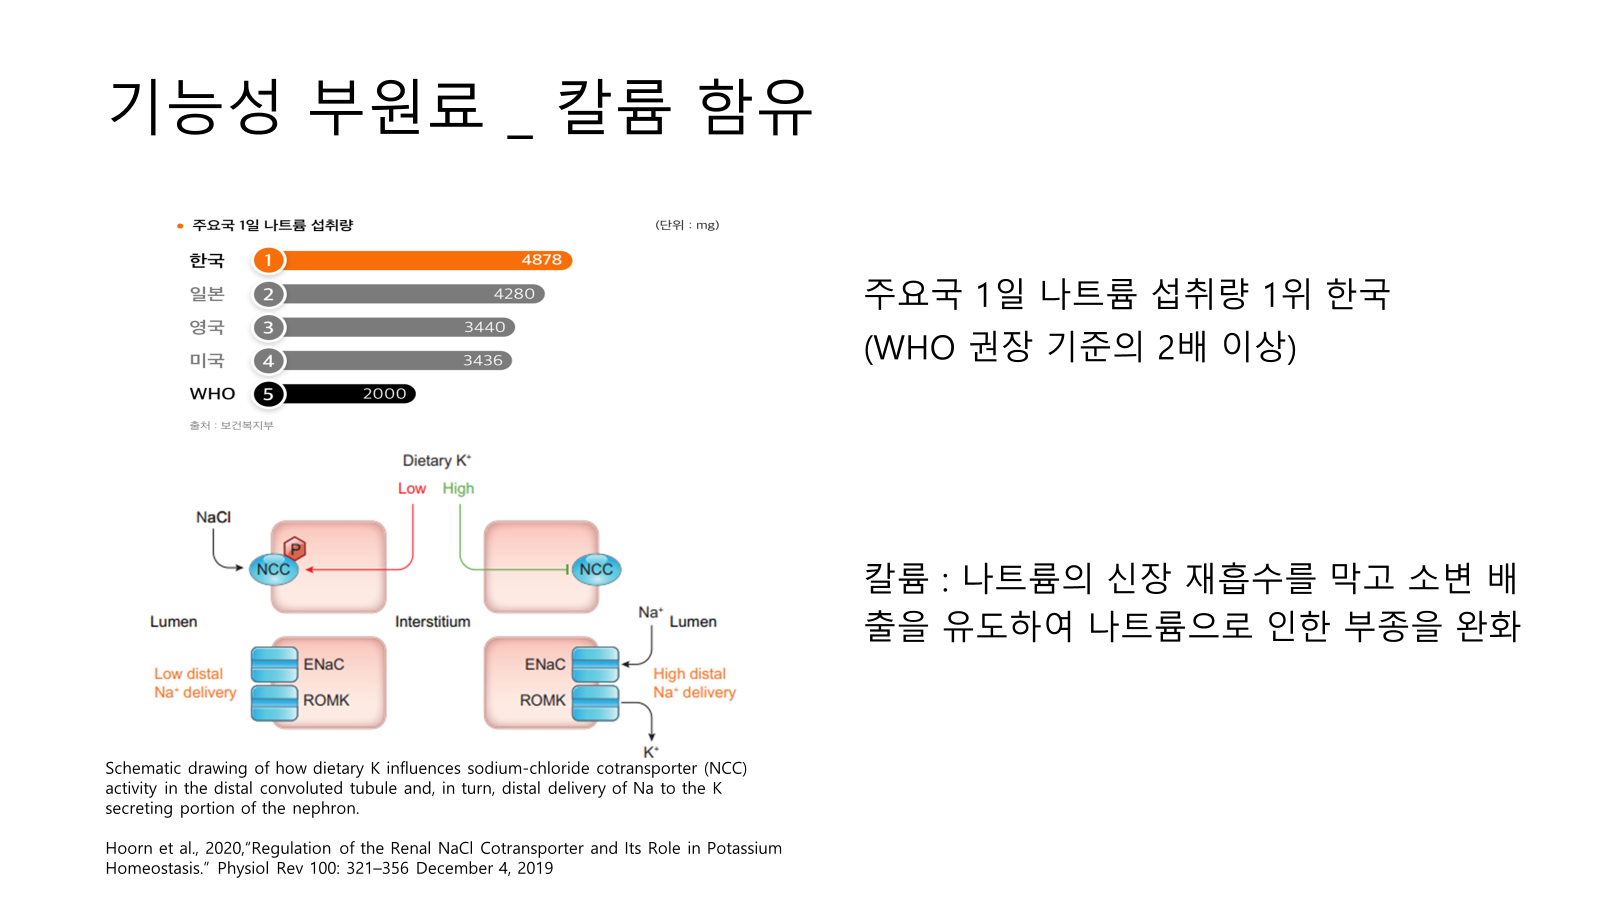 기능성 부원료 _ 칼륨 함유
• 주요국 1일 나트륨 섭취량 (단위 : mg)
한국 1 4878
일본 2 4280
영국 3 3440
미국 4 3436
WHO 5 2000
출처 : 보건복지부
주요국 1일 나트륨 섭취량 1위 한국
(WHO 권장 기준의 2배 이상)
Dietary K⁺
Low High
NaCl
P
NCC NCC
Lumen Interstitium Na⁺ Lumen
ENaC ENaC
Low distal High distal
Na⁺ delivery Na⁺ delivery
ROMK ROMK
K⁺
칼륨 : 나트륨의 신장 재흡수를 막고 소변 배
출을 유도하여 나트륨으로 인한 부종을 완화
Schematic drawing of how dietary K influences sodium-chloride cotransporter (NCC)
activity in the distal convoluted tubule and, in turn, distal delivery of Na to the K
secreting portion of the nephron.
Hoorn et al., 2020,“Regulation of the Renal NaCl Cotransporter and Its Role in Potassium
Homeostasis.” Physiol Rev 100: 321–356 December 4, 2019